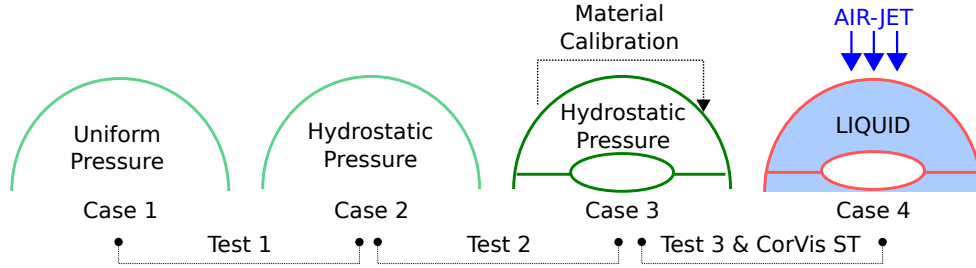 Material
Calibration
AIR-JET
Uniform
Pressure
Hydrostatic
Pressure
Hydrostatic
Pressure
LIQUID
Case 1
Case 2
Case 3
Case 4
Test 1
Test 2
Test 3 & CorVis ST